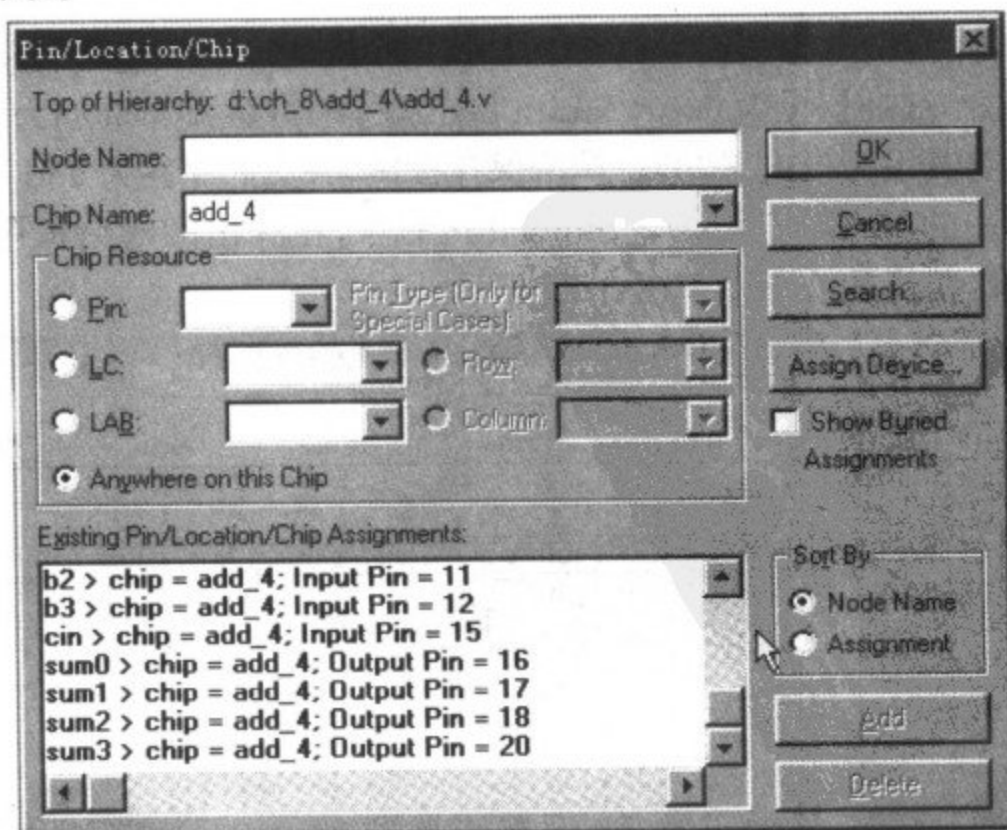 Pin/Location/Chip
Top of Hierarchy: d:\ch_8\add_4\add_4.v
Node Name:
OK
Chip Name: add_4
Cancel
Chip Resource
Pin:
Pin Type (Only for
Special Cases):
Search...
LC:
Row:
Assign Device...
LAB:
Column:
Show Buried
Assignments
Anywhere on this Chip
Existing Pin/Location/Chip Assignments:
b2 > chip = add_4; Input Pin = 11
b3 > chip = add_4; Input Pin = 12
cin > chip = add_4; Input Pin = 15
sum0 > chip = add_4; Output Pin = 16
sum1 > chip = add_4; Output Pin = 17
sum2 > chip = add_4; Output Pin = 18
sum3 > chip = add_4; Output Pin = 20
Sort By
Node Name
Assignment
Add
Delete